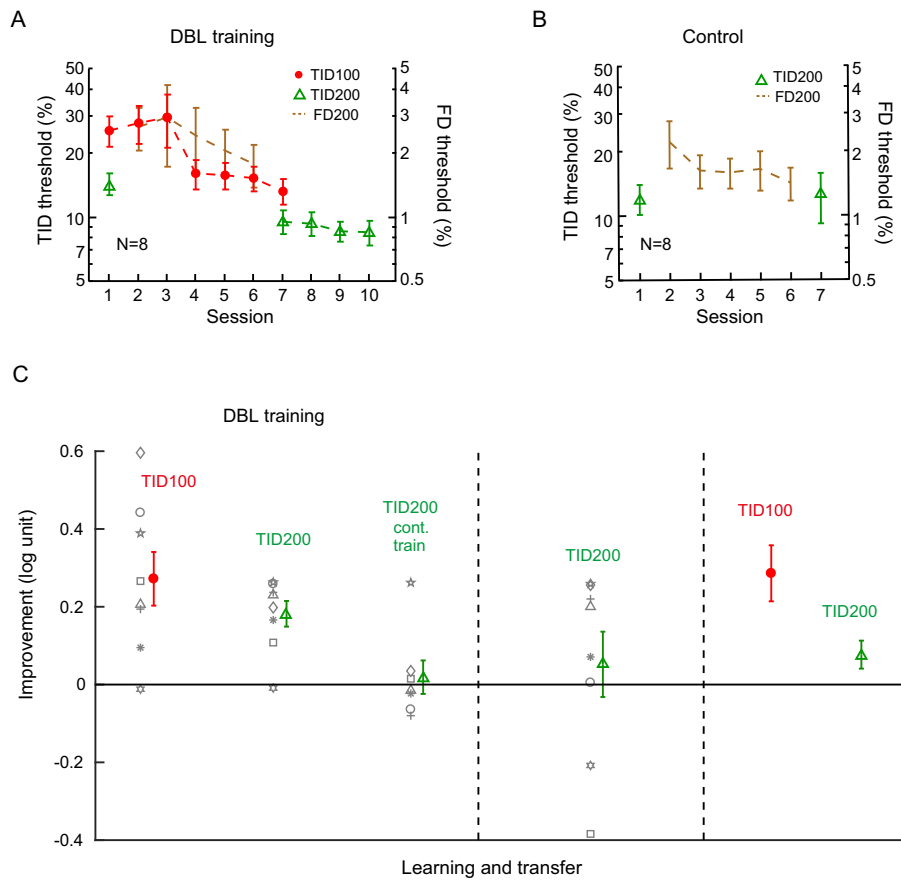 A
DBL training
50
40
30
20
10
7
5
TID threshold (%)
TID100
TID200
FD200
N=8
1 2 3 4 5 6 7 8 9 10
Session
5
4
3
2
1
0.5
FD threshold (%)
B
Control
50
40
30
20
10
7
5
TID threshold (%)
TID200
FD200
N=8
1 2 3 4 5 6 7
Session
5
4
3
2
1
0.5
FD threshold (%)
C
DBL training
0.6
0.4
0.2
0
-0.2
-0.4
Improvement (log unit)
TID100
TID200
TID200
cont.
train
TID200
TID100
TID200
Learning and transfer